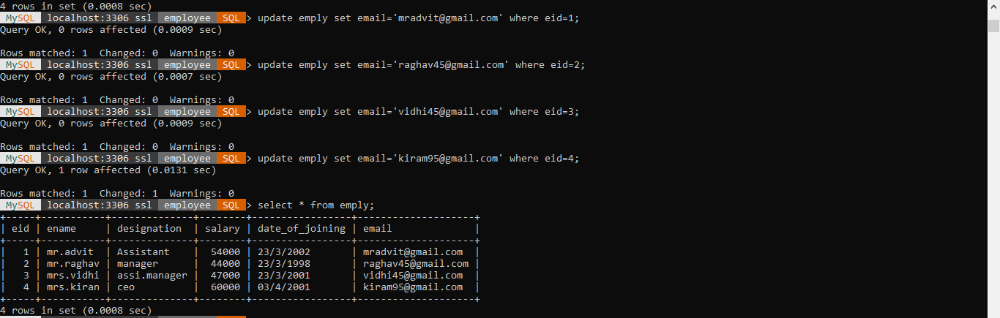 4 rows in set (0.0008 sec)
MySQL localhost:3306 ssl employee SQL > update emply set email='mradvit@gmail.com' where eid=1;
Query OK, 0 rows affected (0.0009 sec)
Rows matched: 1  Changed: 0  Warnings: 0
MySQL localhost:3306 ssl employee SQL > update emply set email='raghav45@gmail.com' where eid=2;
Query OK, 0 rows affected (0.0007 sec)
Rows matched: 1  Changed: 0  Warnings: 0
MySQL localhost:3306 ssl employee SQL > update emply set email='vidhi45@gmail.com' where eid=3;
Query OK, 0 rows affected (0.0009 sec)
Rows matched: 1  Changed: 0  Warnings: 0
MySQL localhost:3306 ssl employee SQL > update emply set email='kiram95@gmail.com' where eid=4;
Query OK, 1 row affected (0.0131 sec)
Rows matched: 1  Changed: 1  Warnings: 0
MySQL localhost:3306 ssl employee SQL > select * from emply;
+-----+------------+--------------+--------+-----------------+--------------------+
| eid | ename      | designation  | salary | date_of_joining | email              |
+-----+------------+--------------+--------+-----------------+--------------------+
|   1 | mr.advit   | Assistant    |  54000 | 23/3/2002       | mradvit@gmail.com  |
|   2 | mr.raghav  | manager      |  44000 | 23/3/1998       | raghav45@gmail.com |
|   3 | mrs.vidhi  | assi.manager |  47000 | 23/3/2001       | vidhi45@gmail.com  |
|   4 | mrs.kiran  | ceo          |  60000 | 03/4/2001       | kiram95@gmail.com  |
+-----+------------+--------------+--------+-----------------+--------------------+
4 rows in set (0.0008 sec)